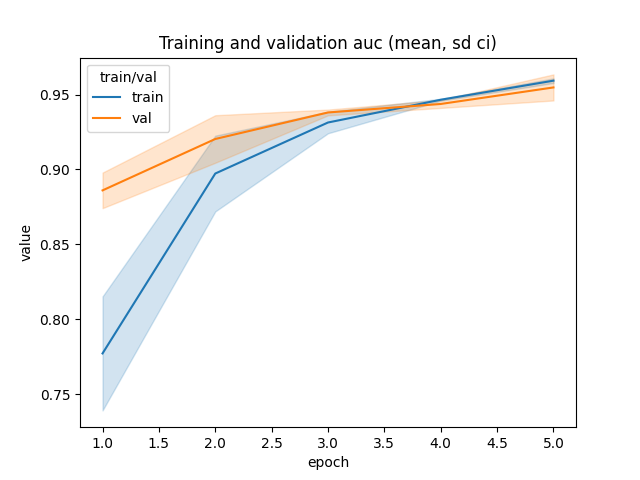 Training and validation auc (mean, sd ci)
train/val
train
val
0.95
0.90
0.85
0.80
0.75
value
1.0 1.5 2.0 2.5 3.0 3.5 4.0 4.5 5.0
epoch